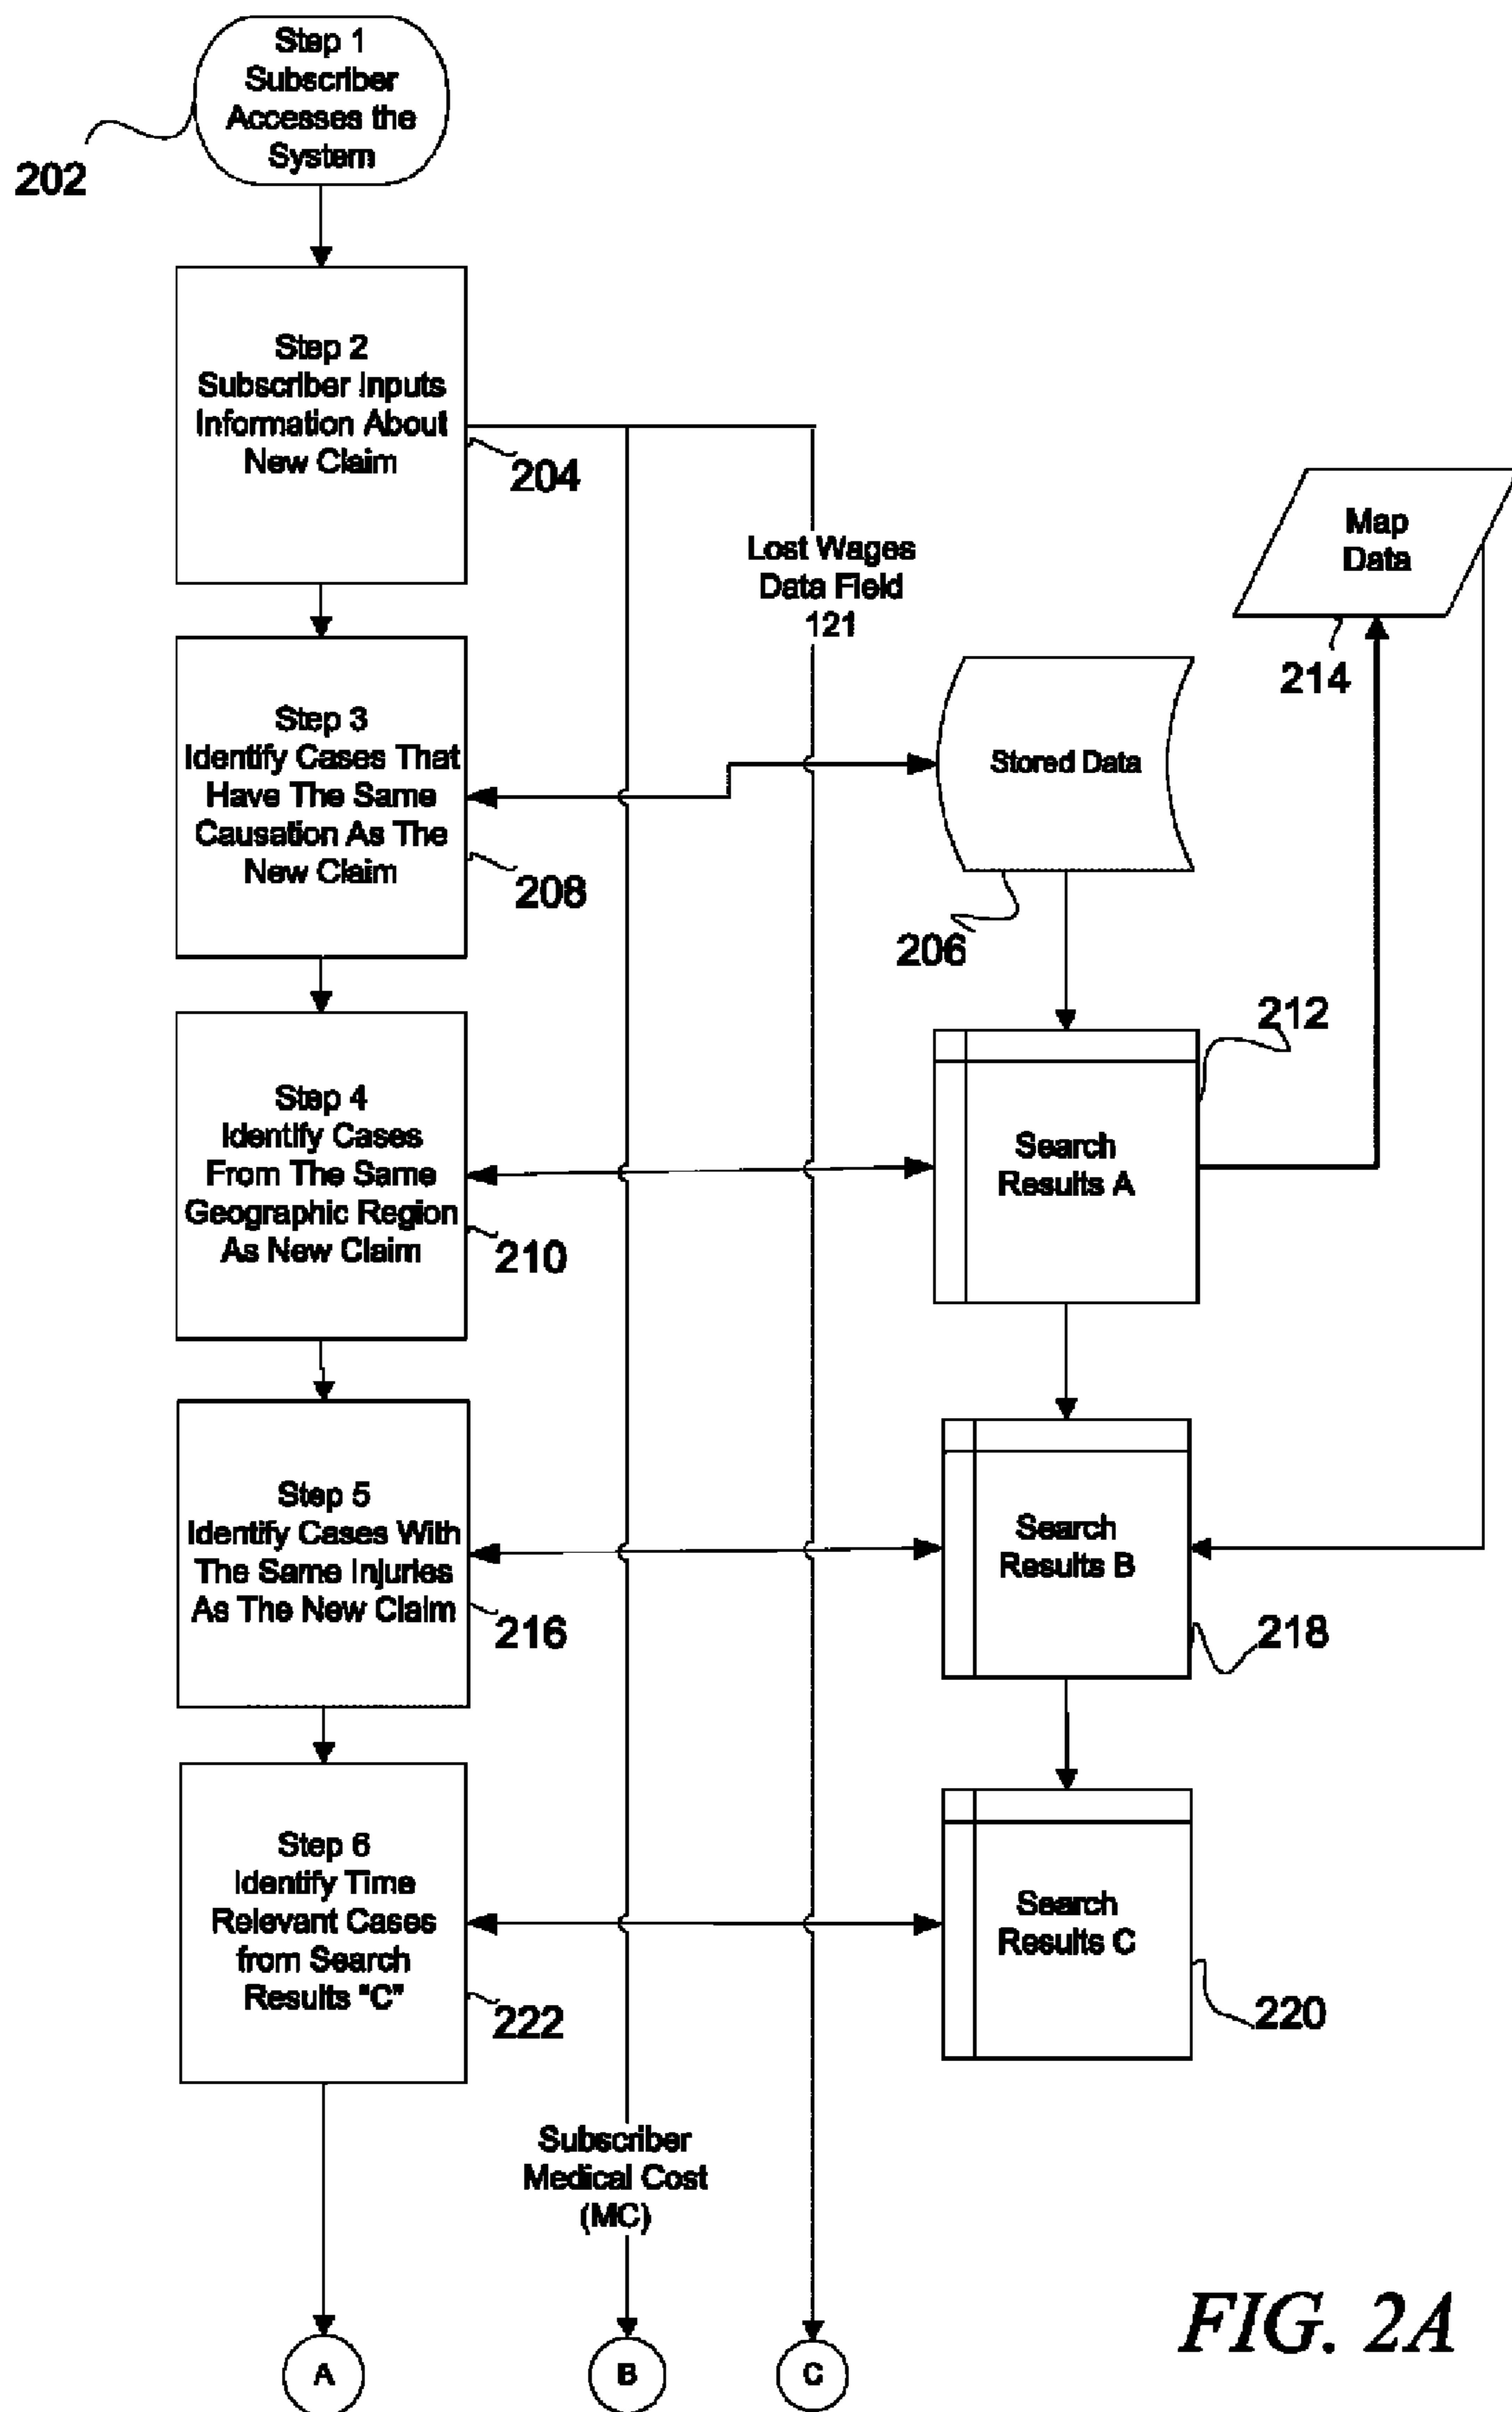 Step 1
Subscriber
Accesses the
System
202
Step 2
Subscriber Inputs
Information About
New Claim
204
Lost Wages
Data Field
121
Map
Data
214
Step 3
Identify Cases That
Have The Same
Causation As The
New Claim
208
Stored Data
206
Step 4
Identify Cases
From The Same
Geographic Region
As New Claim
210
212
Search
Results A
Step 5
Identify Cases With
The Same Injuries
As The New Claim
216
Search
Results B
218
Step 6
Identify Time
Relevant Cases
from Search
Results "C"
222
Search
Results C
220
Subscriber
Medical Cost
(MC)
A
B
C
FIG. 2A